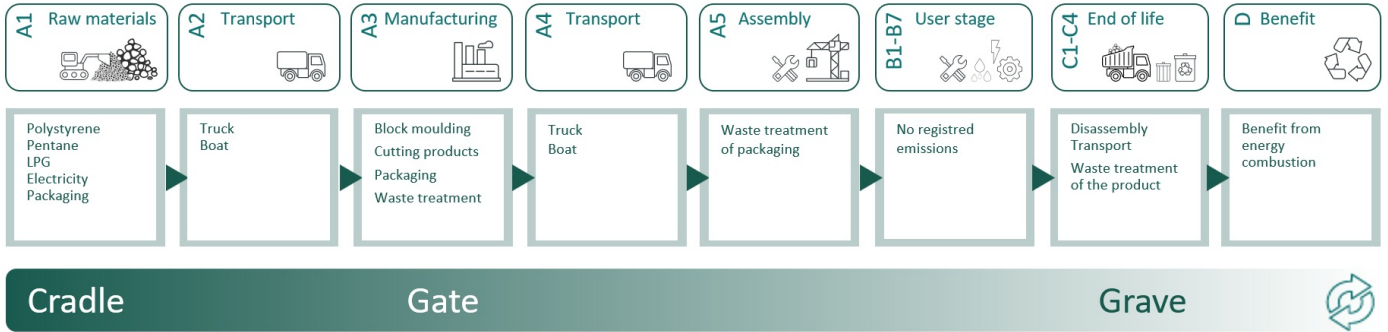 A1 Raw materials
A2 Transport
A3 Manufacturing
A4 Transport
A5 Assembly
B1-B7 User stage
C1-C4 End of life
D Benefit
Polystyrene
Pentane
LPG
Electricity
Packaging
Truck
Boat
Block moulding
Cutting products
Packaging
Waste treatment
Truck
Boat
Waste treatment
of packaging
No registred
emissions
Disassembly
Transport
Waste treatment
of the product
Benefit from
energy
combustion
Cradle
Gate
Grave